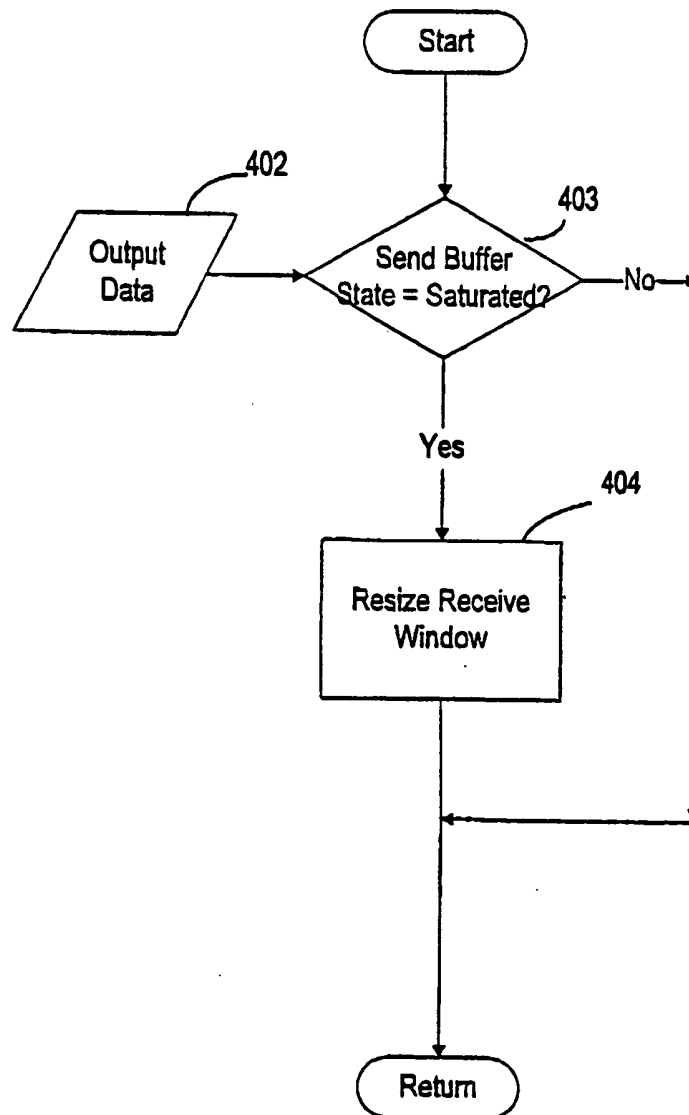 Start
402
403
Output
Data
Send Buffer
State = Saturated?
No
Yes
404
Resize Receive
Window
Return